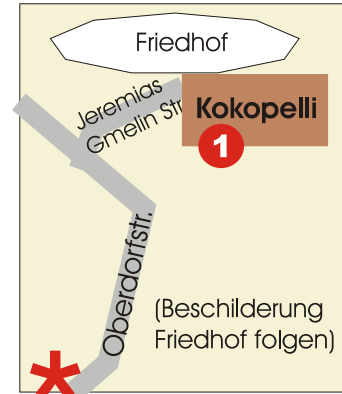 Friedhof
Jeremias
Gmelin Str
Kokopelli
1
Oberdorfstr.
(Beschilderung
Friedhof folgen)
*